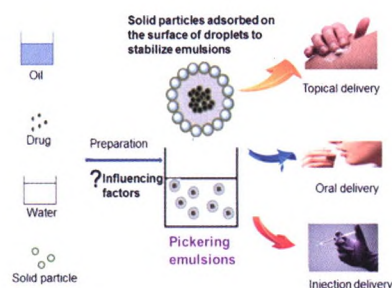 Solid particles adsorbed on
the surface of droplets to
stabilize emulsions
Oil
Topical delivery
Drug
Preparation
?Influencing
factors
Oral delivery
Water
Pickering
emulsions
Solid particle
Injection delivery